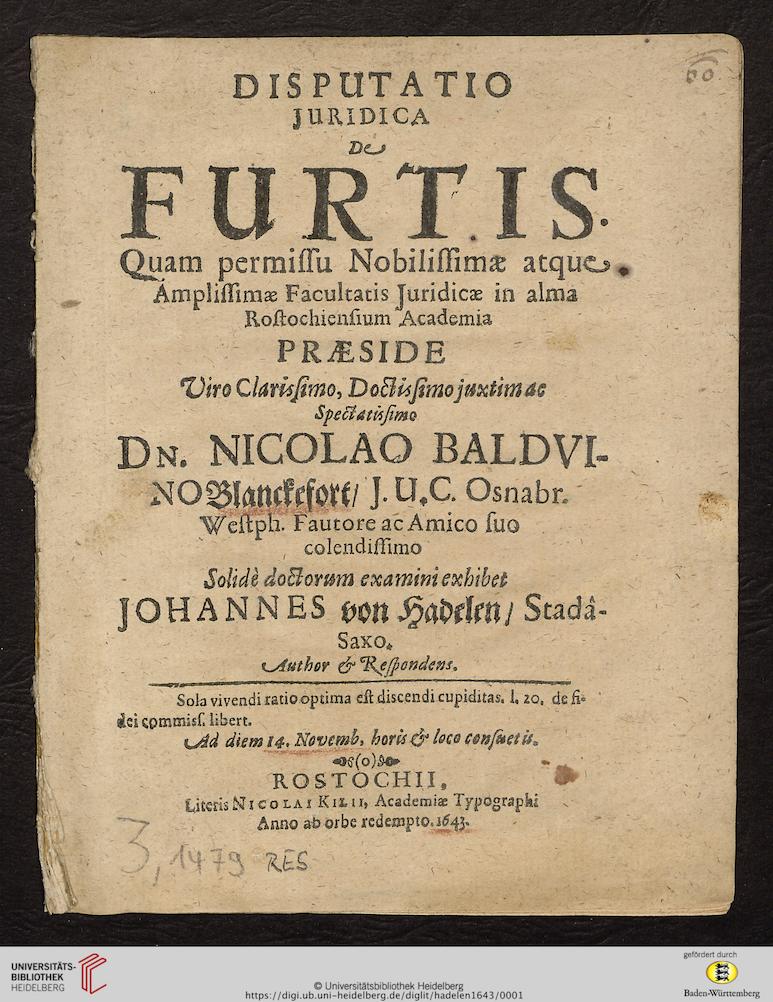 60
DISPUTATIO
JURIDICA
De
FURTIS.
Quam permiſſu Nobiliſſimæ atque
Ampliſſimæ Facultatis Juridicæ in alma
Roſtochienſium Academia
PRÆSIDE
Viro Clarisſimo, Doctisſimo juxtim ac
Spectatisſimo
DN. NICOLAO BALDVI-
NO Blanckefort/ J. U. C. Osnabr.
Weſtph. Fautore ac Amico ſuo
colendiſſimo
Solidè doctorum examini exhibet
JOHANNES von Hadelen/ Stadâ-
Saxo.
Author & Reſpondens.
Sola vivendi ratio optima eſt discendi cupiditas. l. 20. de fi-
dei commiſſ. libert.
Ad diem 14. Novemb. horis & loco conſuetis.
(o)
ROSTOCHII,
Literis NICOLAI KILII, Academiæ Typographi
Anno ab orbe redempto. 1643.
3, 1479 RES
UNIVERSITÄTS-
BIBLIOTHEK
HEIDELBERG
© Universitätsbibliothek Heidelberg
https://digi.ub.uni-heidelberg.de/diglit/hadelen1643/0001
gefördert durch
Baden-Württemberg